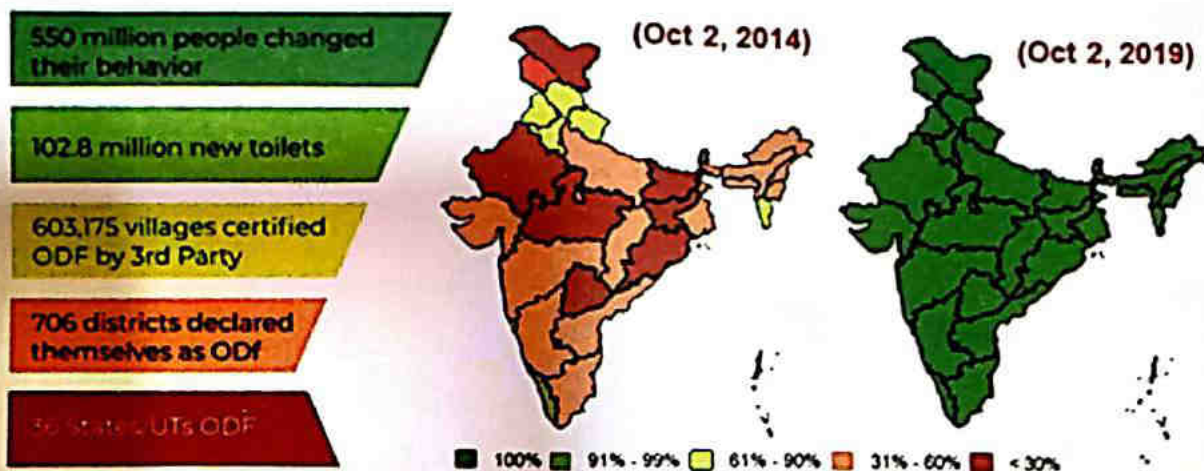 550 million people changed
their behavior
102.8 million new toilets
603,175 villages certified
ODF by 3rd Party
706 districts declared
themselves as ODf
36 States UTs ODF
(Oct 2, 2014)
(Oct 2, 2019)
100% 91% - 99% 61% - 90% 31% - 60% < 30%